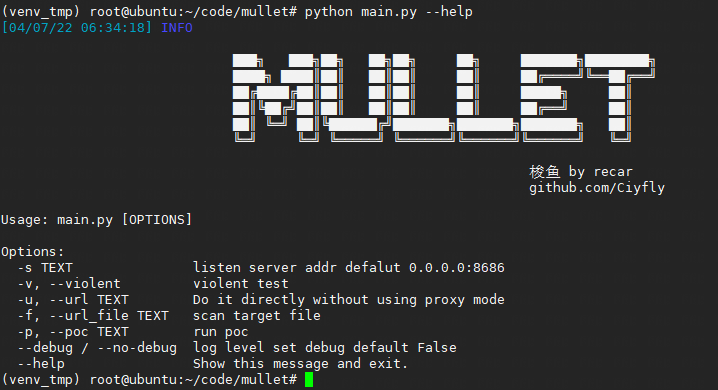 (venv_tmp) root@ubuntu:~/code/mullet# python main.py --help
[04/07/22 06:34:18] INFO
MULLET
梭鱼 by recar
github.com/Ciyfly
Usage: main.py [OPTIONS]
Options:
-s TEXT listen server addr defalut 0.0.0.0:8686
-v, --violent violent test
-u, --url TEXT Do it directly without using proxy mode
-f, --url_file TEXT scan target file
-p, --poc TEXT run poc
--debug / --no-debug log level set debug default False
--help Show this message and exit.
(venv_tmp) root@ubuntu:~/code/mullet#